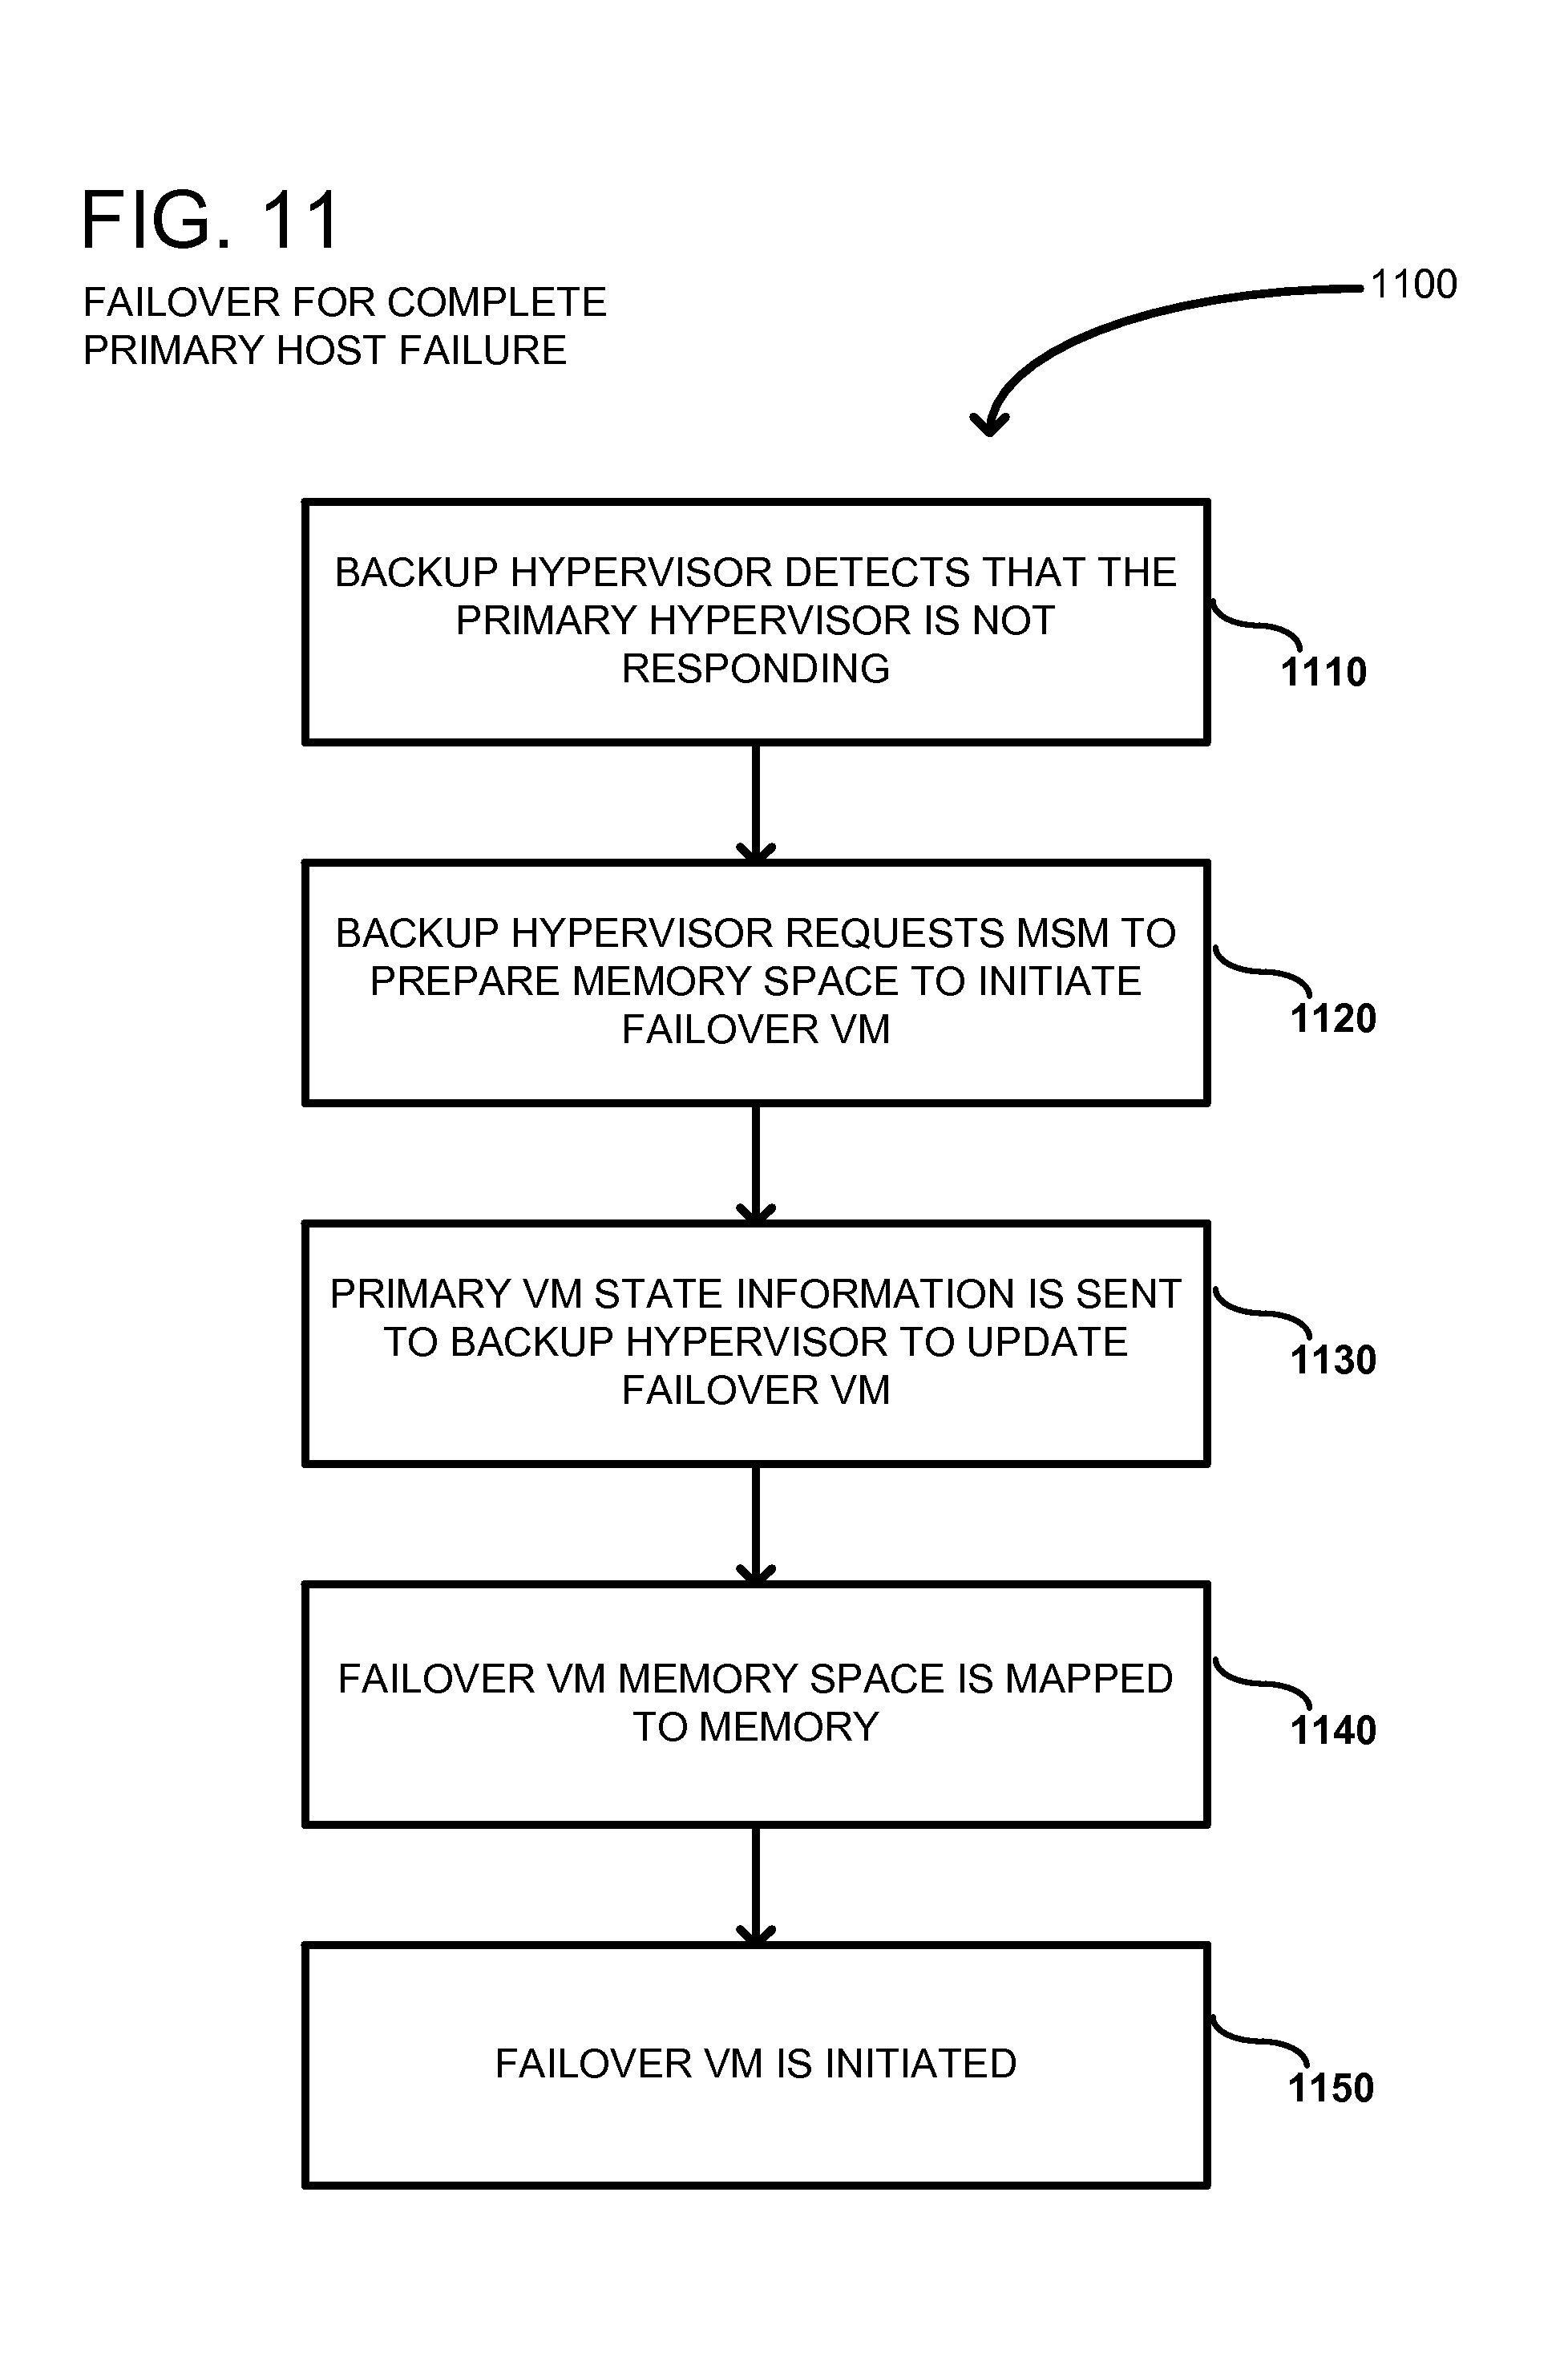 FIG. 11
FAILOVER FOR COMPLETE
PRIMARY HOST FAILURE
1100
BACKUP HYPERVISOR DETECTS THAT THE
PRIMARY HYPERVISOR IS NOT
RESPONDING
1110
BACKUP HYPERVISOR REQUESTS MSM TO
PREPARE MEMORY SPACE TO INITIATE
FAILOVER VM
1120
PRIMARY VM STATE INFORMATION IS SENT
TO BACKUP HYPERVISOR TO UPDATE
FAILOVER VM
1130
FAILOVER VM MEMORY SPACE IS MAPPED
TO MEMORY
1140
FAILOVER VM IS INITIATED
1150